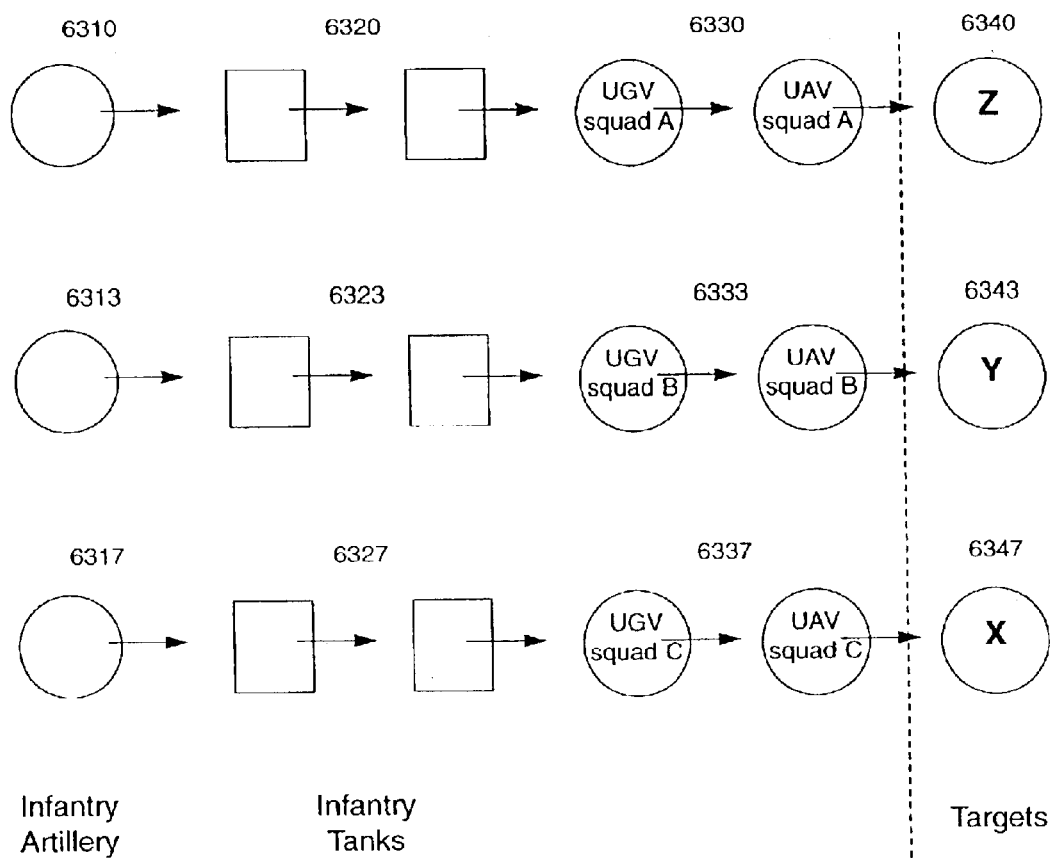 6310 6320 6330 6340
UGV UAV Z
squad A squad A
6313 6323 6333 6343
UGV UAV Y
squad B squad B
6317 6327 6337 6347
UGV UAV X
squad C squad C
Infantry Infantry Targets
Artillery Tanks